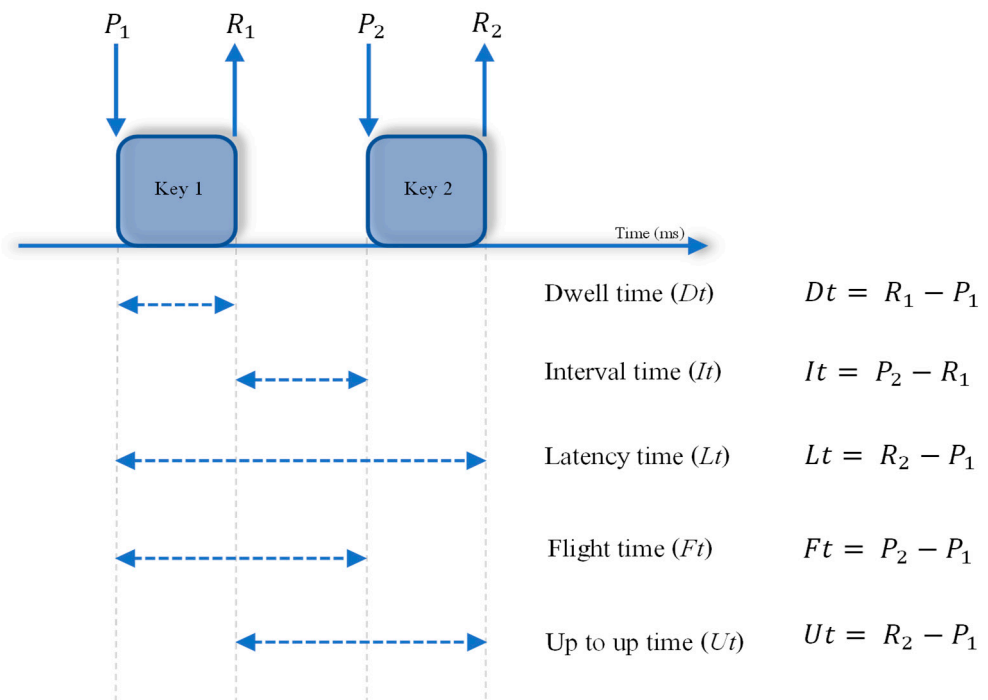 P₁ R₁ P₂ R₂
Key 1 Key 2
Time (ms)
Dwell time (Dt) Dt = R₁ − P₁
Interval time (It) It = P₂ − R₁
Latency time (Lt) Lt = R₂ − P₁
Flight time (Ft) Ft = P₂ − P₁
Up to up time (Ut) Ut = R₂ − P₁